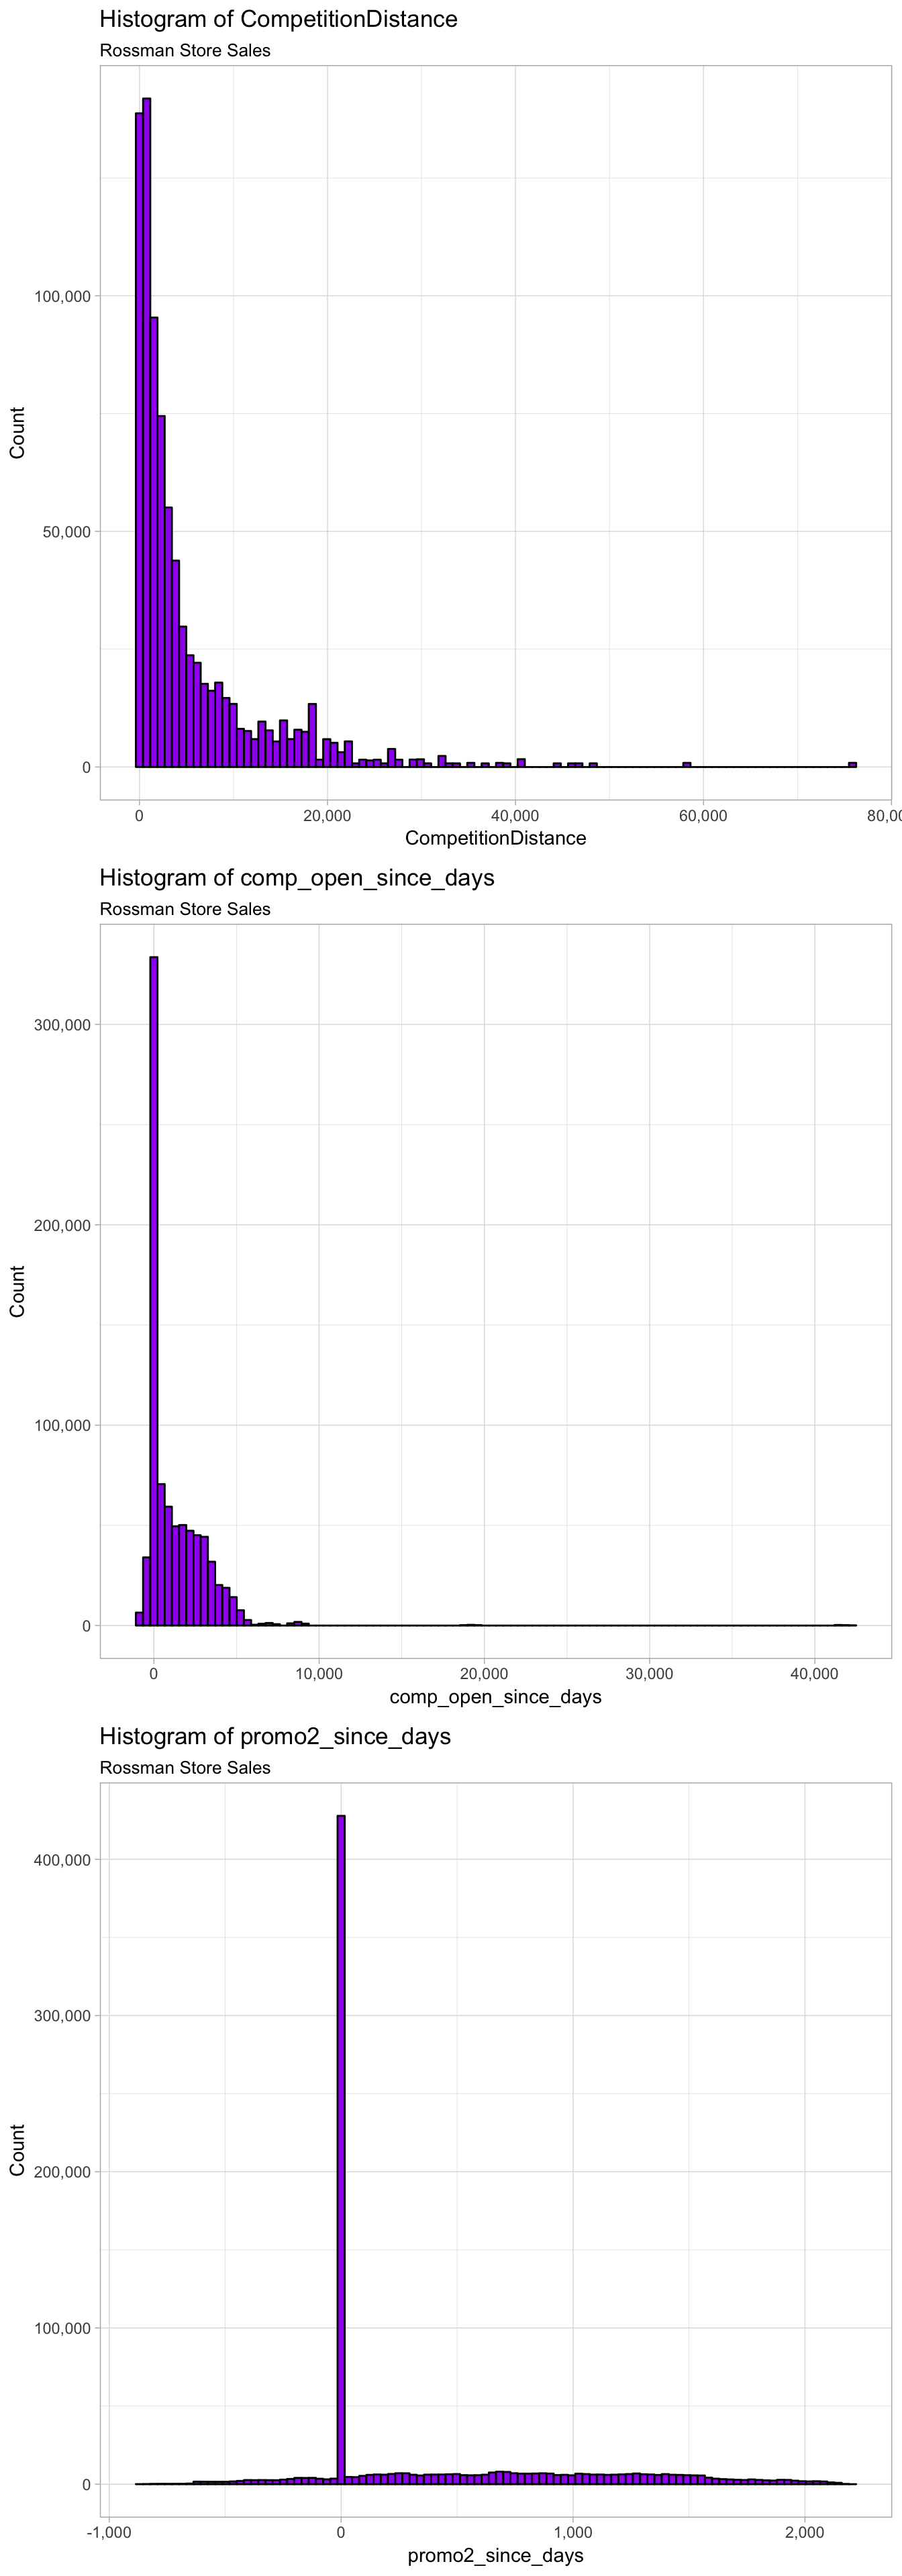 Histogram of CompetitionDistance
Rossman Store Sales
100,000
50,000
0
Count
0 20,000 40,000 60,000 80,00
CompetitionDistance
Histogram of comp_open_since_days
Rossman Store Sales
300,000
200,000
100,000
0
Count
0 10,000 20,000 30,000 40,000
comp_open_since_days
Histogram of promo2_since_days
Rossman Store Sales
400,000
300,000
200,000
100,000
0
Count
-1,000 0 1,000 2,000
promo2_since_days